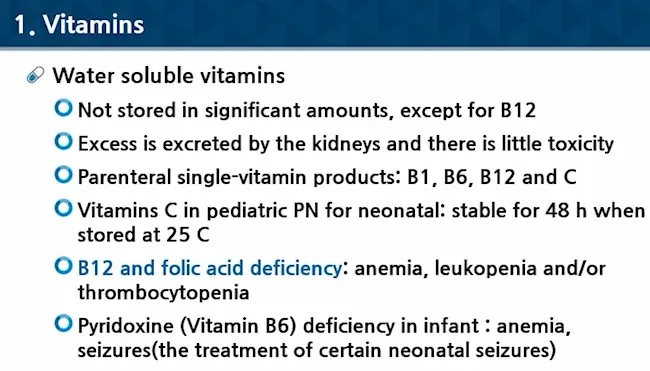 1. Vitamins
Water soluble vitamins
Not stored in significant amounts, except for B12
Excess is excreted by the kidneys and there is little toxicity
Parenteral single-vitamin products: B1, B6, B12 and C
Vitamins C in pediatric PN for neonatal: stable for 48 h when
stored at 25 C
B12 and folic acid deficiency: anemia, leukopenia and/or
thrombocytopenia
Pyridoxine (Vitamin B6) deficiency in infant : anemia,
seizures(the treatment of certain neonatal seizures)